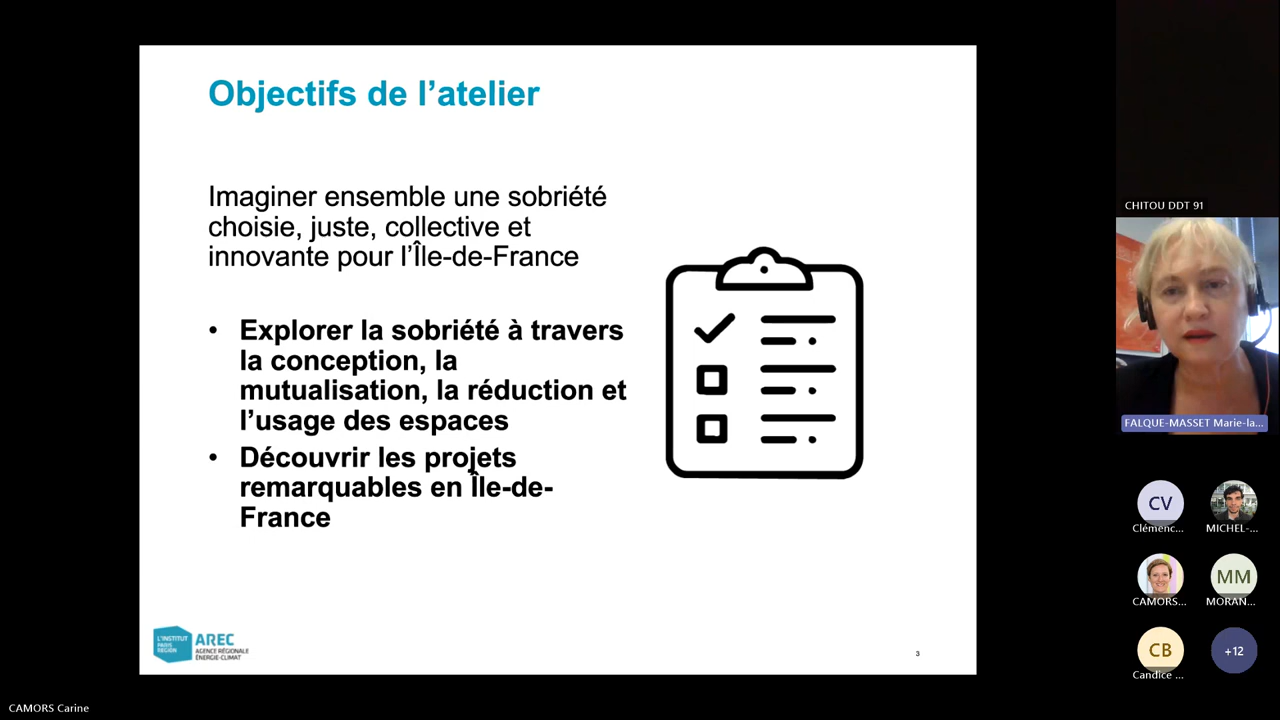 Objectifs de l’atelier
Imaginer ensemble une sobriété
choisie, juste, collective et
innovante pour l’Île-de-France
• Explorer la sobriété à travers
la conception, la
mutualisation, la réduction et
l’usage des espaces
• Découvrir les projets
remarquables en Île-de-
France
L’INSTITUT
PARIS
REGION
AREC
AGENCE RÉGIONALE
ÉNERGIE-CLIMAT
3
CHITOU DDT 91
FALQUE-MASSET Marie-la...
CV
Clémenc...
MICHEL-...
CAMORS...
MM
MORAN...
CB
Candice ...
+12
CAMORS Carine